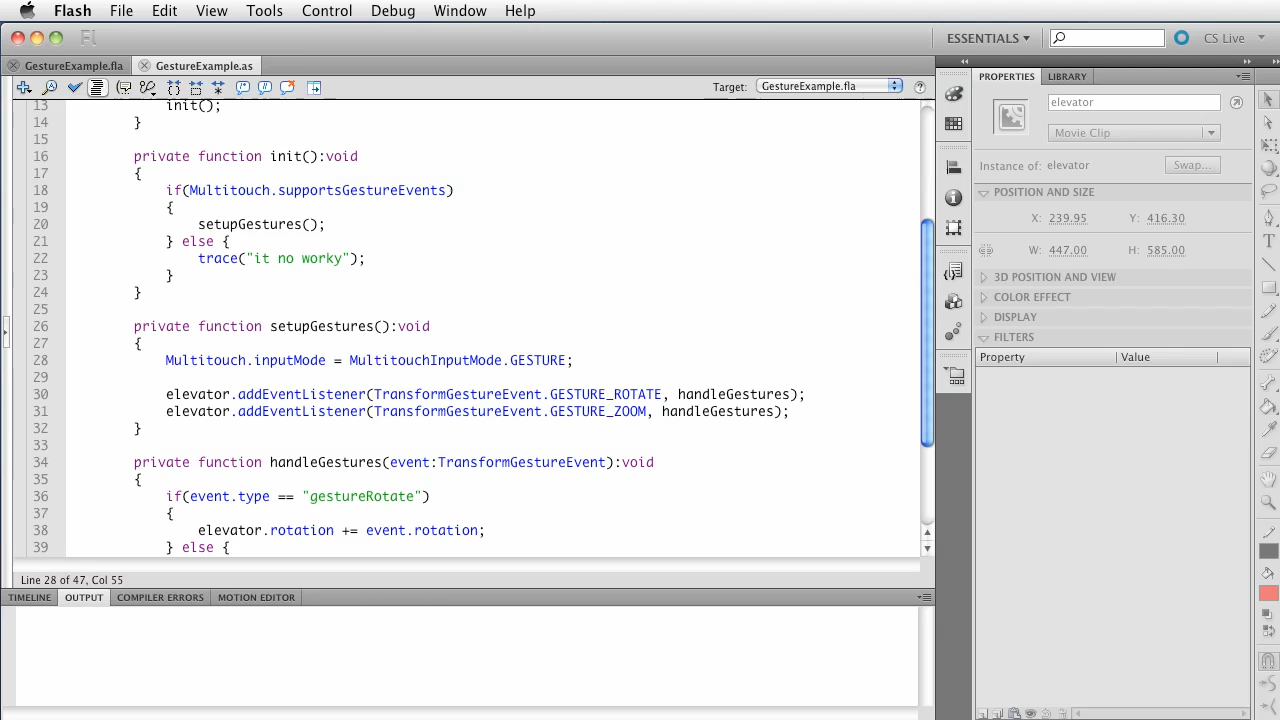 Flash File Edit View Tools Control Debug Window Help
Fl ESSENTIALS CS Live
GestureExample.fla GestureExample.as
Target: GestureExample.fla
13 init();
14 }
15
16 private function init():void
17 {
18 if(Multitouch.supportsGestureEvents)
19 {
20 setupGestures();
21 } else {
22 trace("it no worky");
23 }
24 }
25
26 private function setupGestures():void
27 {
28 Multitouch.inputMode = MultitouchInputMode.GESTURE;
29
30 elevator.addEventListener(TransformGestureEvent.GESTURE_ROTATE, handleGestures);
31 elevator.addEventListener(TransformGestureEvent.GESTURE_ZOOM, handleGestures);
32 }
33
34 private function handleGestures(event:TransformGestureEvent):void
35 {
36 if(event.type == "gestureRotate")
37 {
38 elevator.rotation += event.rotation;
39 } else {
Line 28 of 47, Col 55
TIMELINE OUTPUT COMPILER ERRORS MOTION EDITOR
PROPERTIES LIBRARY
elevator
Movie Clip
Instance of: elevator Swap...
POSITION AND SIZE
X: 239.95 Y: 416.30
W: 447.00 H: 585.00
3D POSITION AND VIEW
COLOR EFFECT
DISPLAY
FILTERS
Property Value